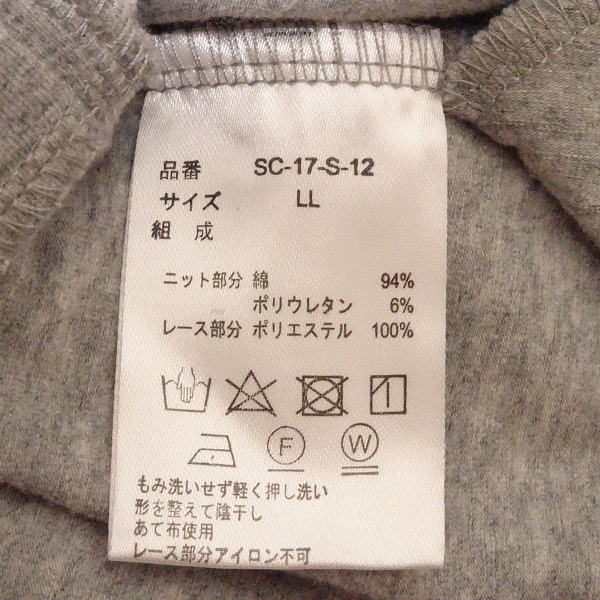 品番 SC-17-S-12
サイズ LL
組 成
ニット部分 綿 94%
ポリウレタン 6%
レース部分 ポリエステル 100%
F W
もみ洗いせず軽く押し洗い
形を整えて陰干し
あて布使用
レース部分アイロン不可